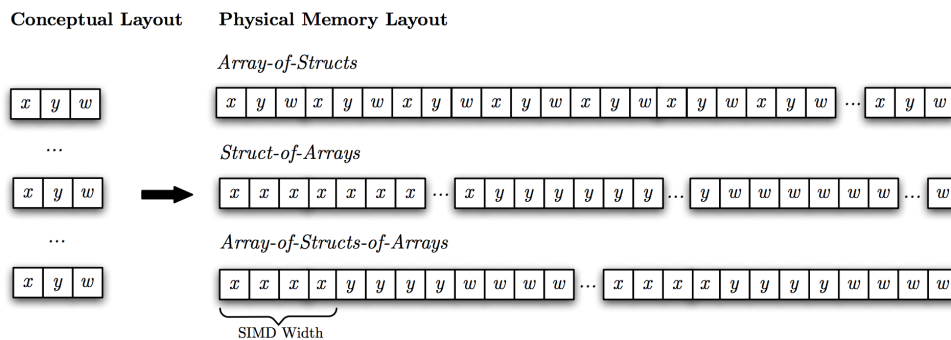 Conceptual Layout
Physical Memory Layout
Array-of-Structs
x y w
x y w x y w x y w x y w x y w x y w x y w ... x y w
...
Struct-of-Arrays
x y w
x x x x x x x ... x y y y y y y ... y w w w w w w ... w
...
Array-of-Structs-of-Arrays
x y w
x x x x y y y y w w w w ... x x x x y y y y w w w w
SIMD Width